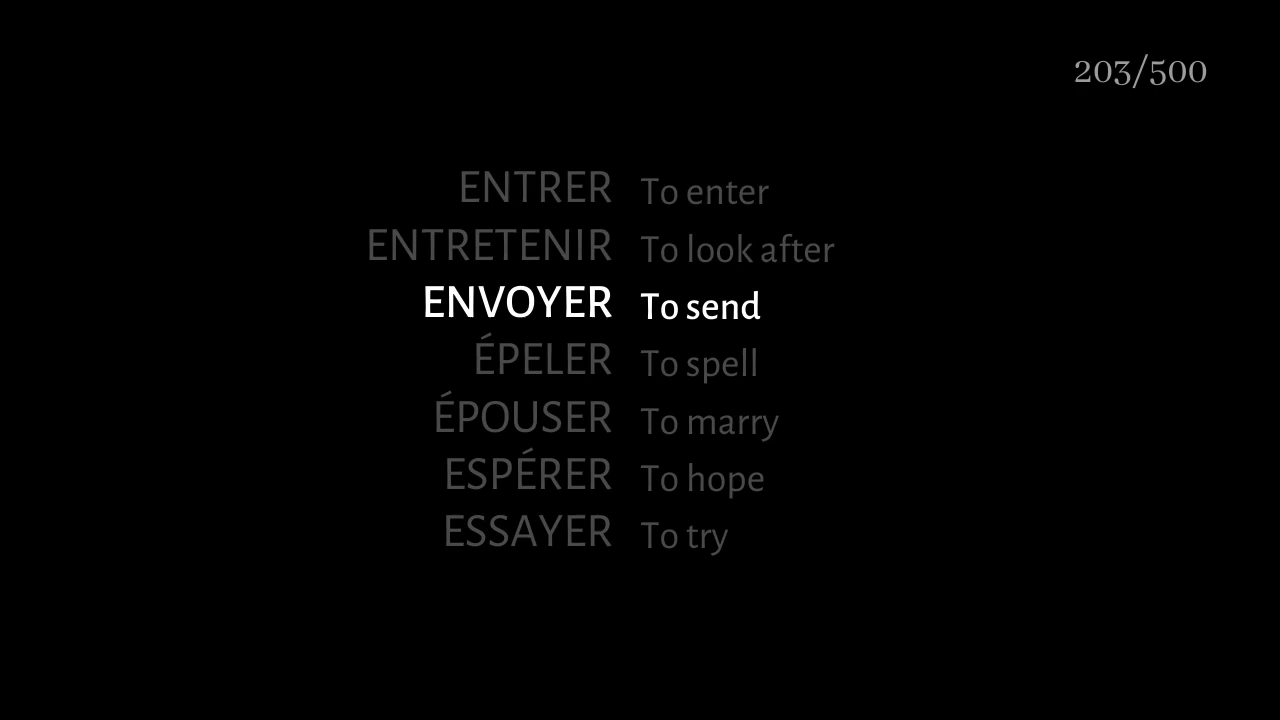 203/500
ENTRER To enter
ENTRETENIR To look after
ENVOYER To send
ÉPELER To spell
ÉPOUSER To marry
ESPÉRER To hope
ESSAYER To try